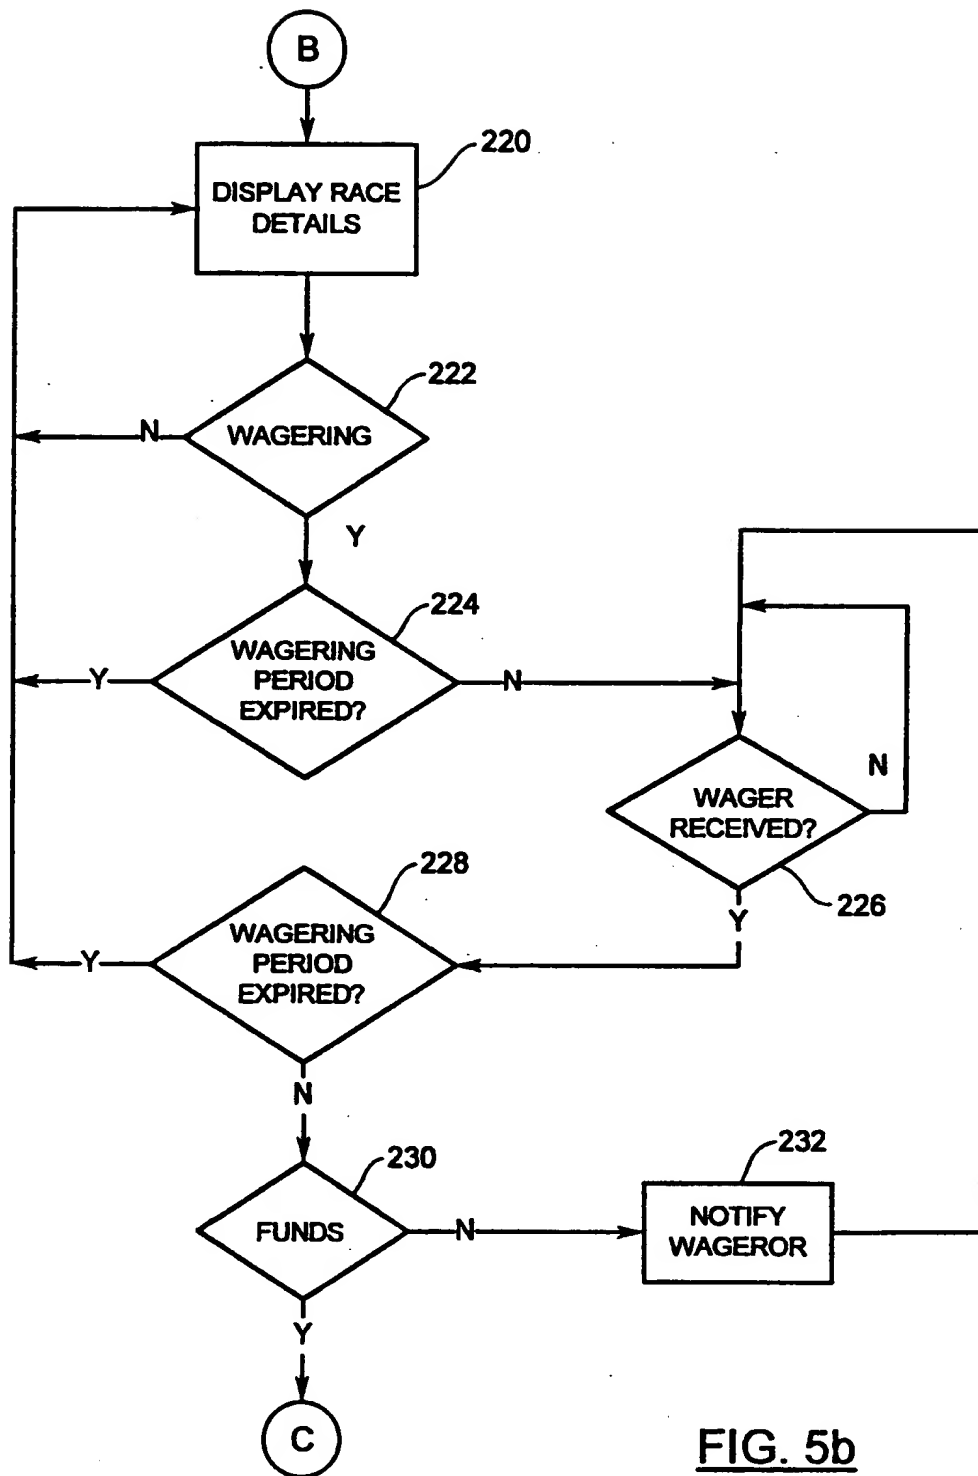 B
220
DISPLAY RACE
DETAILS
222
WAGERING
N
Y
224
WAGERING
PERIOD
EXPIRED?
Y
N
WAGER
RECEIVED?
N
226
Y
228
WAGERING
PERIOD
EXPIRED?
Y
N
230
FUNDS
N
232
NOTIFY
WAGEROR
Y
C
FIG. 5b